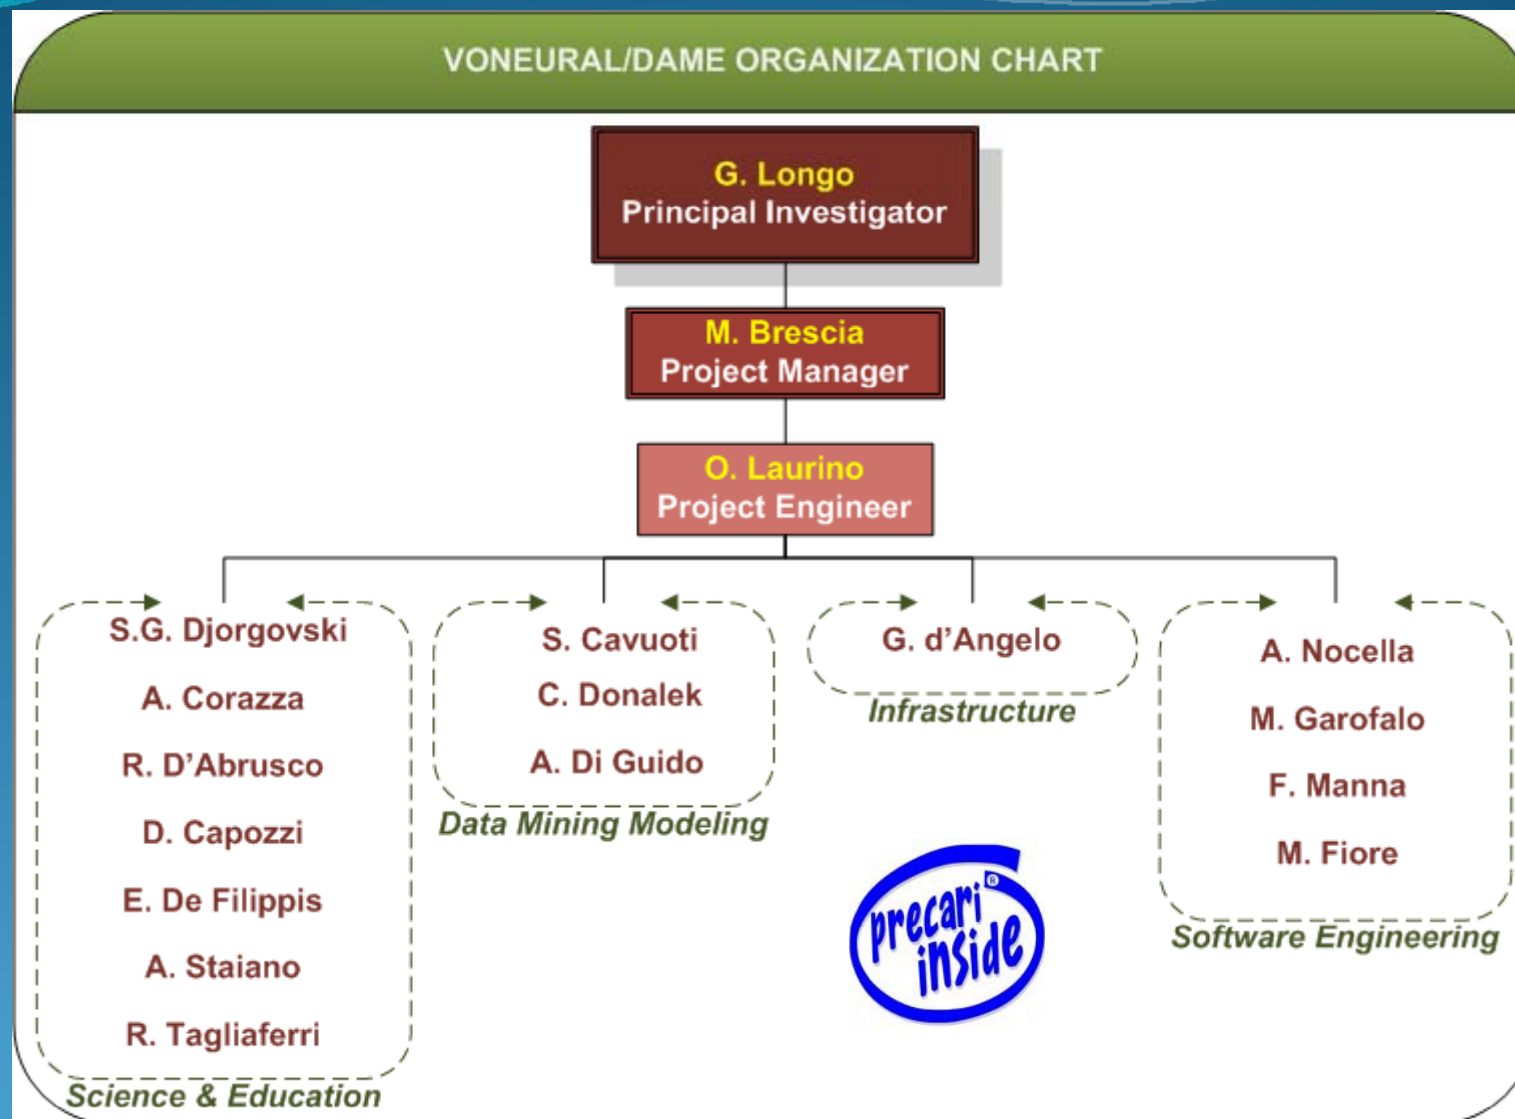 VONEURAL/DAME ORGANIZATION CHART
G. Longo
Principal Investigator
M. Brescia
Project Manager
O. Laurino
Project Engineer
S.G. Djorgovski
A. Corazza
R. D'Abrusco
D. Capozzi
E. De Filippis
A. Staiano
R. Tagliaferri
Science & Education
S. Cavuoti
C. Donalek
A. Di Guido
Data Mining Modeling
G. d'Angelo
Infrastructure
A. Nocella
M. Garofalo
F. Manna
M. Fiore
Software Engineering
precari®
inside